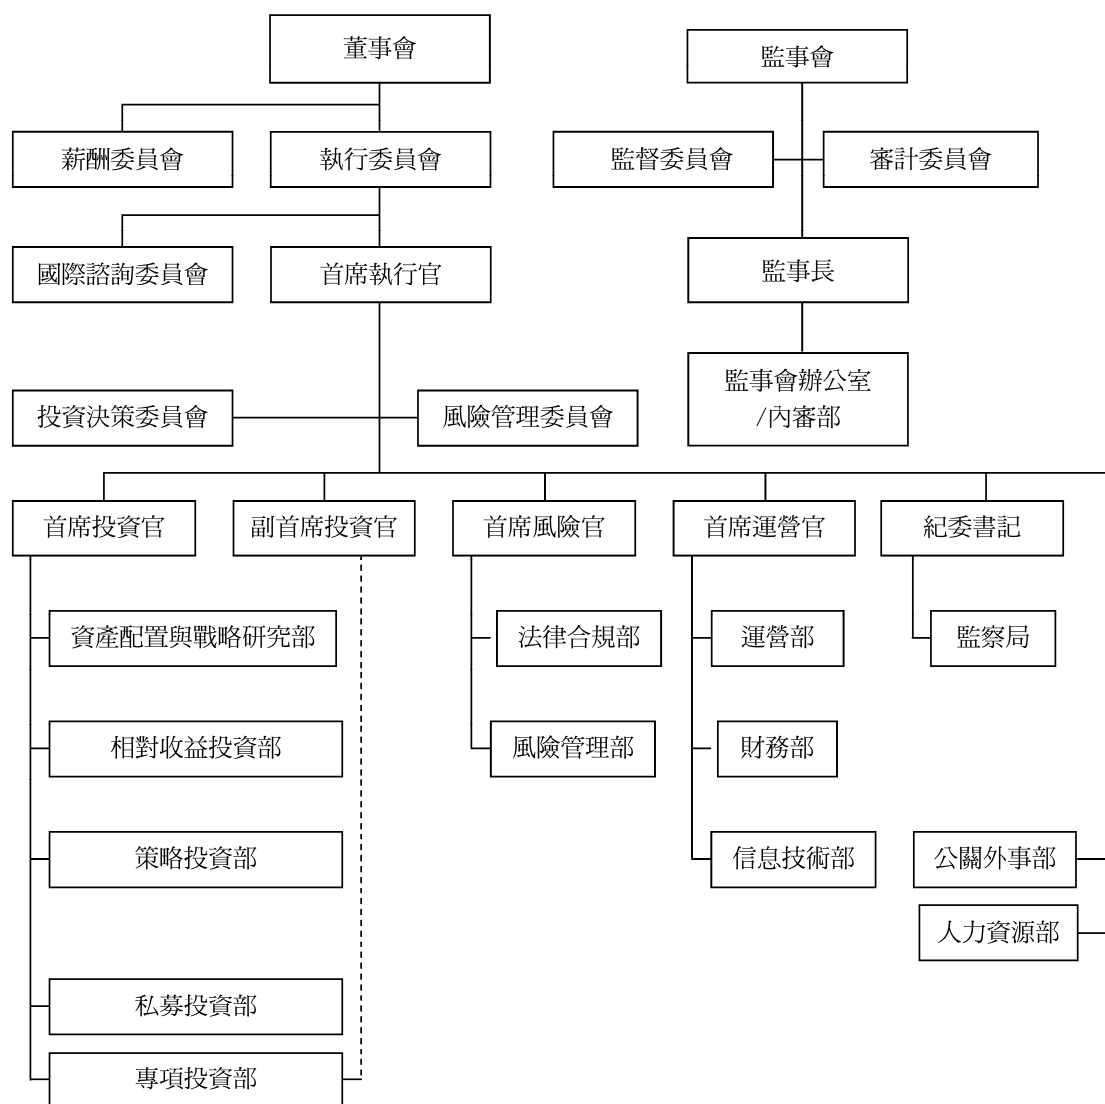 董事會
監事會
薪酬委員會
執行委員會
監督委員會
審計委員會
國際諮詢委員會
首席執行官
監事長
監事會辦公室
/內審部
投資決策委員會
風險管理委員會
首席投資官
副首席投資官
首席風險官
首席運營官
紀委書記
資產配置與戰略研究部
法律合規部
運營部
監察局
相對收益投資部
風險管理部
財務部
策略投資部
信息技術部
公關外事部
人力資源部
私募投資部
專項投資部